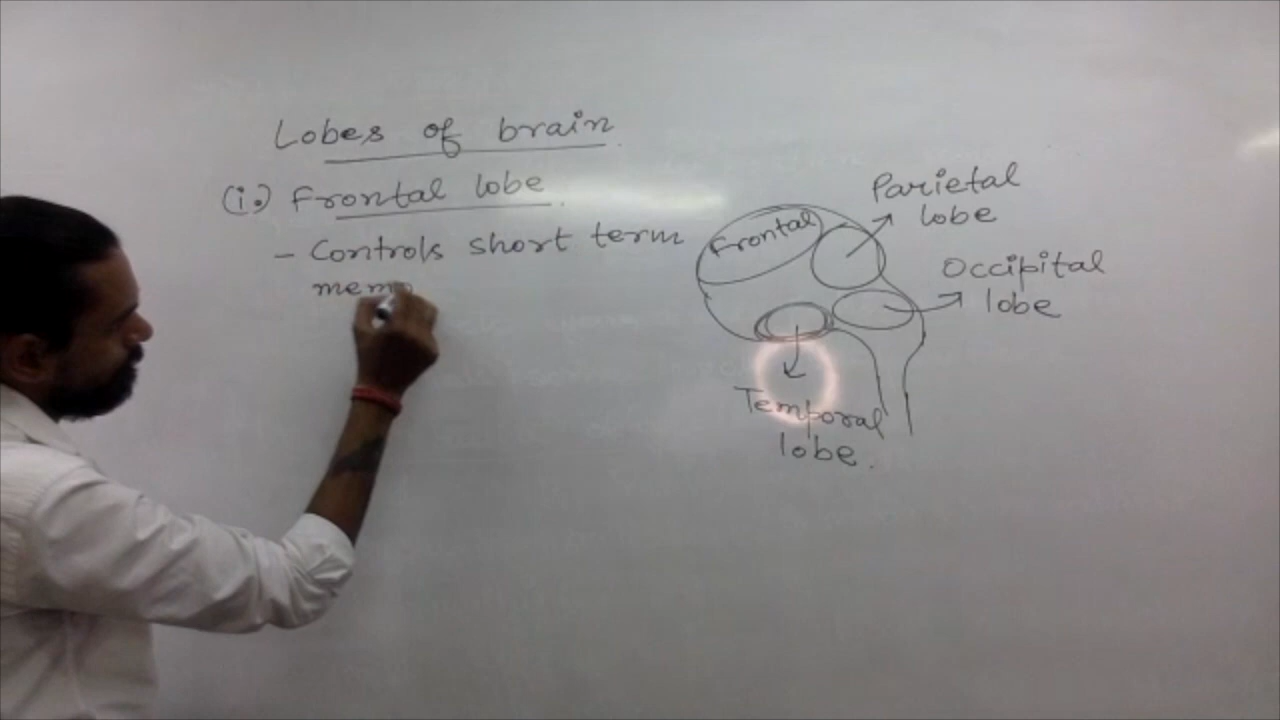 Lobes of brain.
(i.) Frontal lobe.
- Controls short term
Frontal
Parietal
lobe
Occipital
lobe
Temporal
lobe.